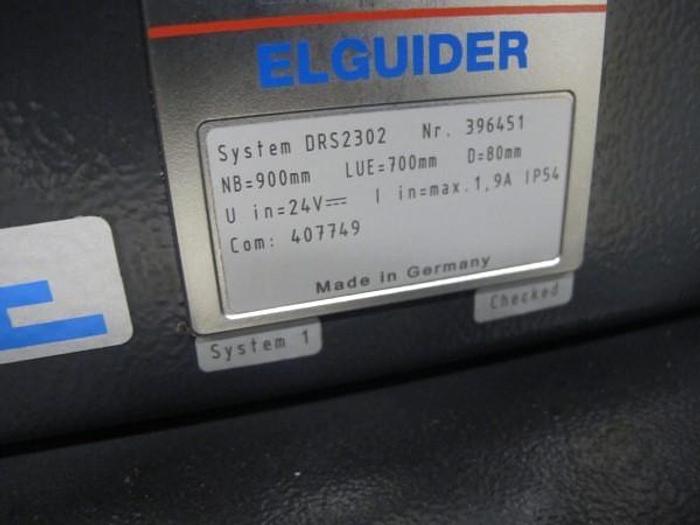 ELGUIDER
System DRS2302 Nr. 396451
NB=900mm LUE=700mm D=80mm
U in=24V⎓ I in=max.1,9A IP54
Com: 407749
Made in Germany
System 1 Checked